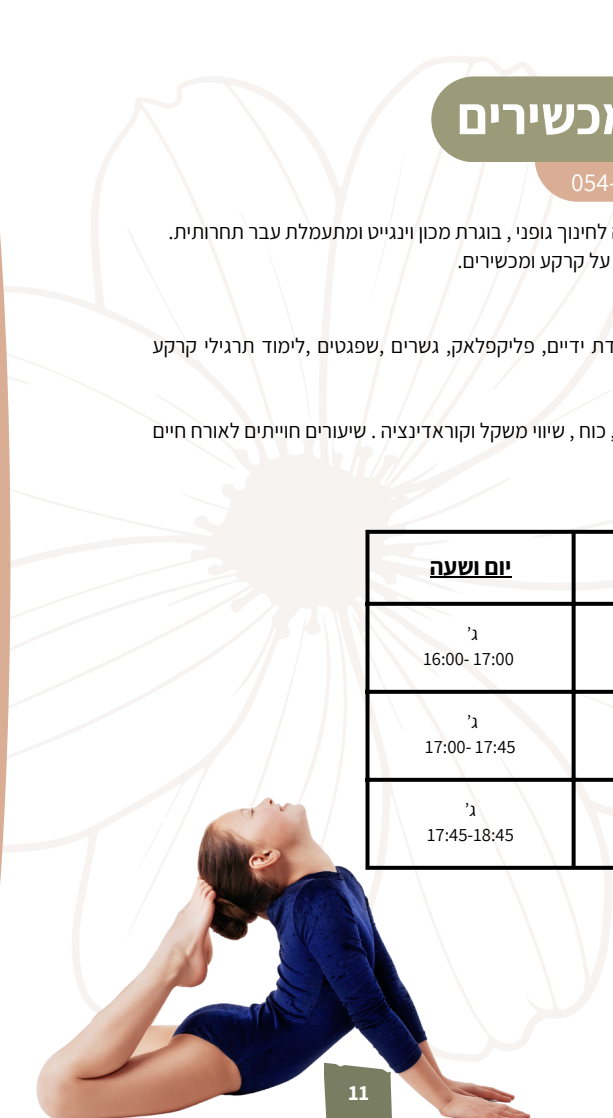 מכשירים
054-
לחינוך גופני , בוגרת מכון וינגייט ומתעמלת עבר תחרותית.
על קרקע ומכשירים.
ידיים, פליקפלאק, גשרים ,שפגטים ,לימוד תרגילי קרקע
, כוח , שיווי משקל וקוראדינציה . שיעורים חוייתים לאורח חיים
יום ושעה
ג’
16:00- 17:00
ג’
17:00- 17:45
ג’
17:45-18:45
11